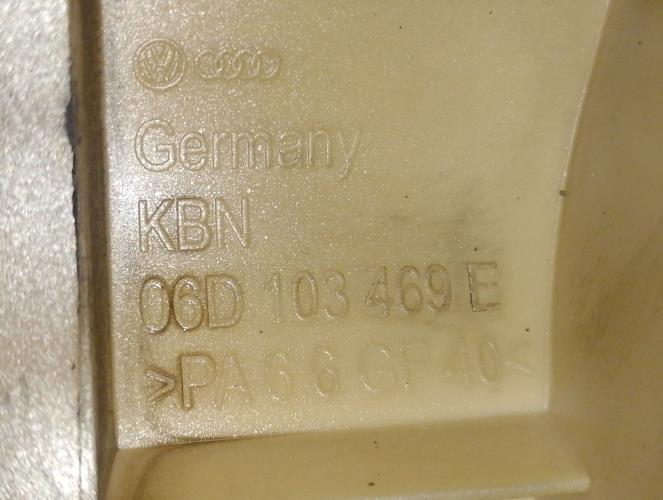 Germany
KBN
06D 103 469 E
>PA 6 6 GF 40<